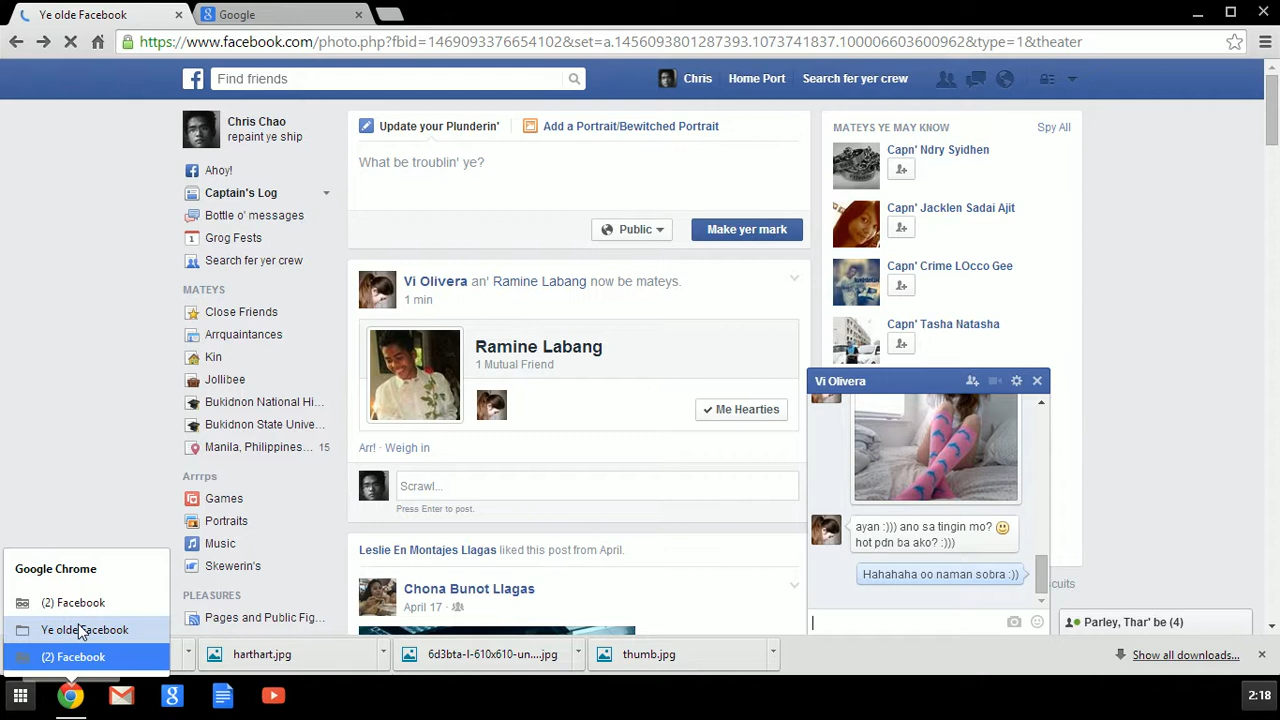 Ye olde Facebook
Google
https://www.facebook.com/photo.php?fbid=1469093376654102&set=a.1456093801287393.1073741837.100006603600962&type=1&theater
Find friends
Chris
Home Port
Search fer yer crew
Chris Chao
repaint ye ship
Ahoy!
Captain's Log
Bottle o' messages
Grog Fests
Search fer yer crew
MATEYS
Close Friends
Arrquaintances
Kin
Jollibee
Bukidnon National Hi...
Bukidnon State Unive...
Manila, Philippines... 15
Arrrps
Games
Portraits
Music
Skewerin's
PLEASURES
Pages and Public Fig...
Update your Plunderin'
Add a Portrait/Bewitched Portrait
What be troublin' ye?
Public
Make yer mark
Vi Olivera an' Ramine Labang now be mateys.
1 min
Ramine Labang
1 Mutual Friend
Me Hearties
Arr! · Weigh in
Scrawl...
Press Enter to post.
Leslie En Montajes Llagas liked this post from April.
Chona Bunot Llagas
April 17
MATEYS YE MAY KNOW
Spy All
Capn' Ndry Syidhen
Capn' Jacklen Sadai Ajit
Capn' Crime LOcco Gee
Capn' Tasha Natasha
Vi Olivera
ayan :))) ano sa tingin mo?
hot pdn ba ako? :)))
Hahahaha oo naman sobra :))
Parley, Thar' be (4)
Google Chrome
(2) Facebook
Ye olde Facebook
(2) Facebook
harthart.jpg
6d3bta-l-610x610-un....jpg
thumb.jpg
Show all downloads...
2:18